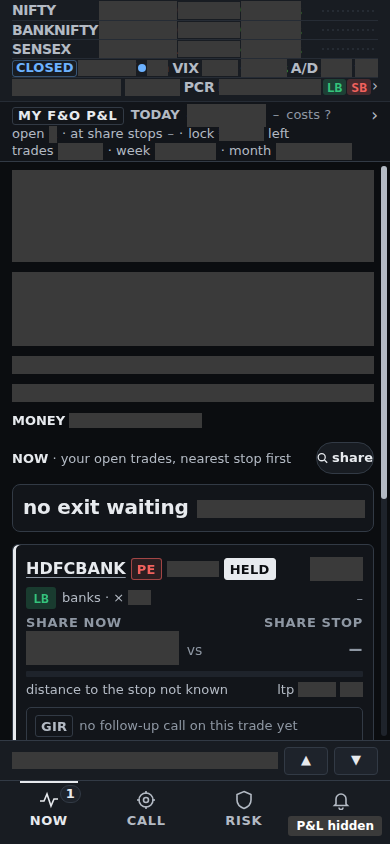 NIFTY
BANKNIFTY
SENSEX
CLOSED VIX A/D
PCR LB SB ›
MY F&O P&L TODAY – costs ? ›
open · at share stops – · lock left
trades · week · month
MONEY
NOW · your open trades, nearest stop first share
no exit waiting
HDFCBANK PE HELD
LB banks · × –
SHARE NOW SHARE STOP
vs —
distance to the stop not known ltp
GIR no follow-up call on this trade yet
▲ ▼
1
NOW CALL RISK
P&L hidden